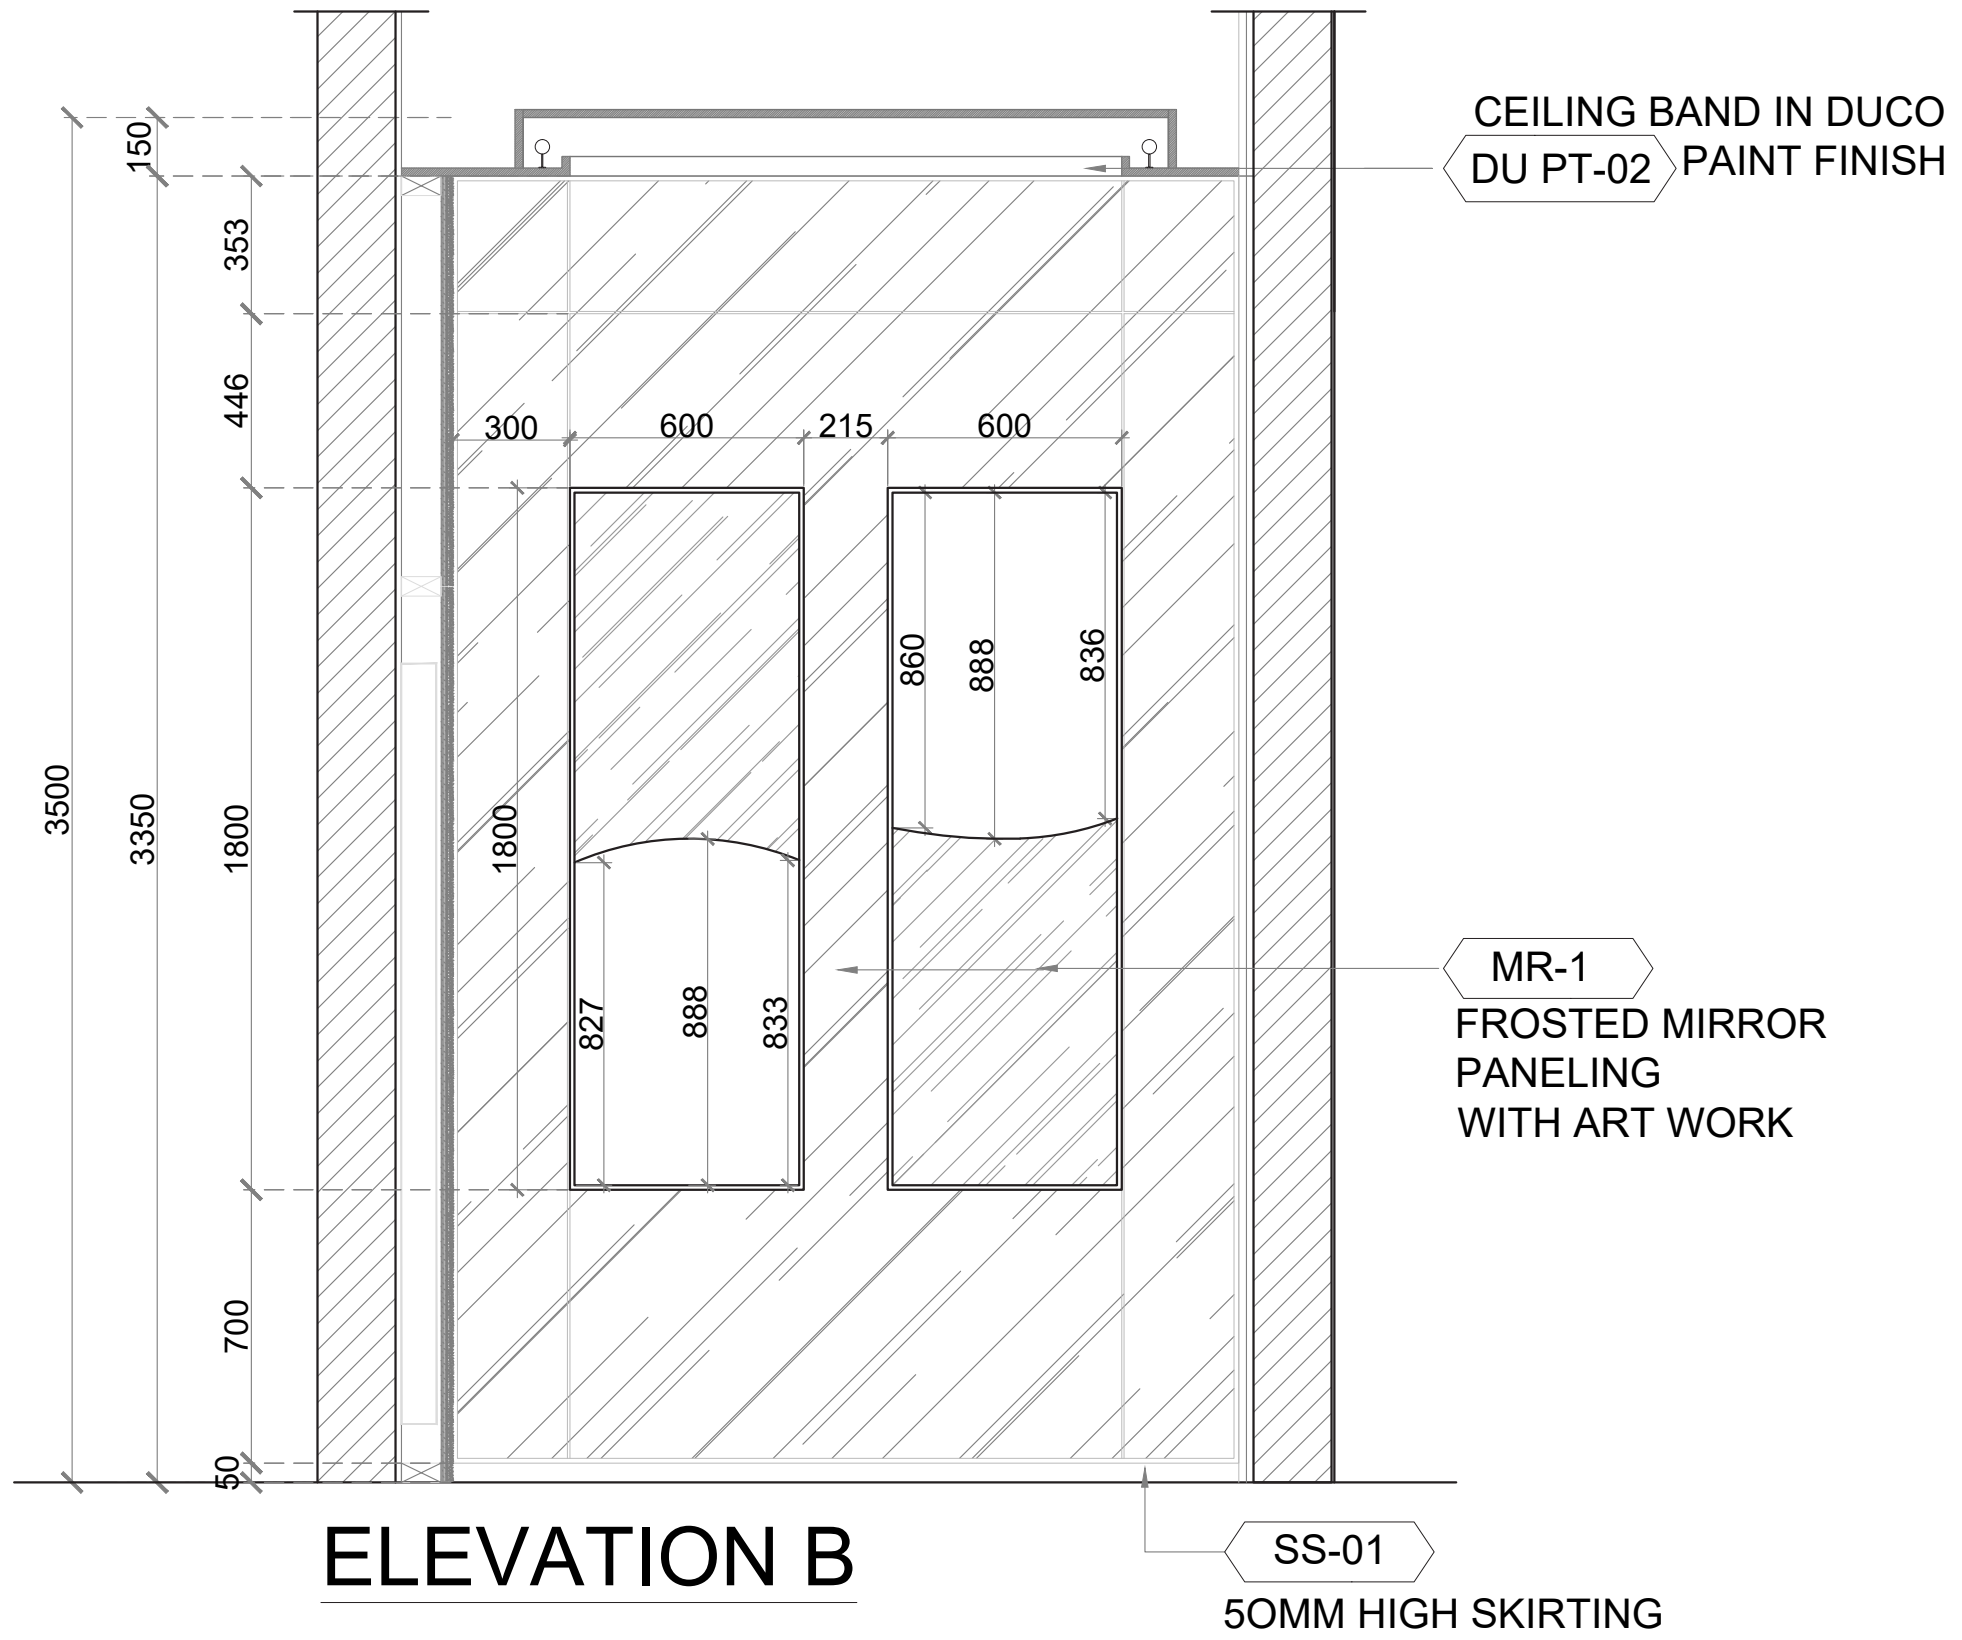 CEILING BAND IN DUCO
DU PT-02 PAINT FINISH
150
353
446
300 600 215 600
860 888 836
3500
3350
1800
1800
827 888 833
MR-1
FROSTED MIRROR
PANELING
WITH ART WORK
700
50
ELEVATION B
SS-01
5OMM HIGH SKIRTING